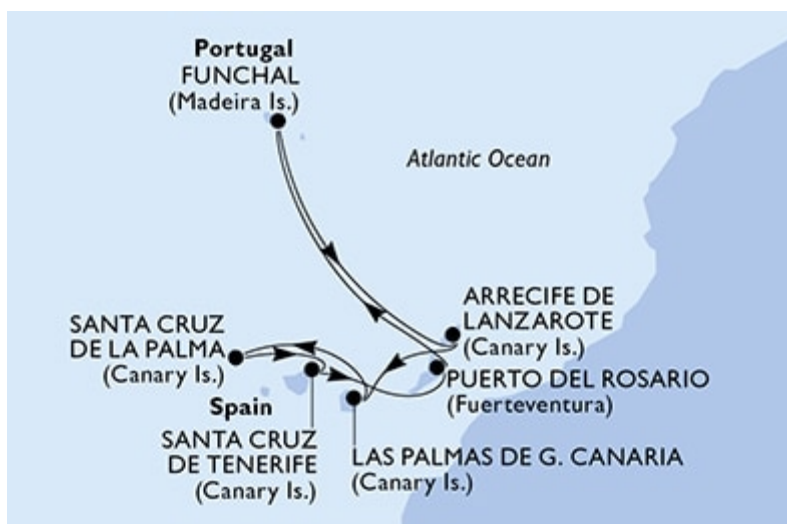 Portugal
FUNCHAL
(Madeira Is.)
Atlantic Ocean
ARRECIFE DE
LANZAROTE
(Canary Is.)
SANTA CRUZ
DE LA PALMA
(Canary Is.)
PUERTO DEL ROSARIO
(Fuerteventura)
Spain
SANTA CRUZ
DE TENERIFE
(Canary Is.)
LAS PALMAS DE G. CANARIA
(Canary Is.)